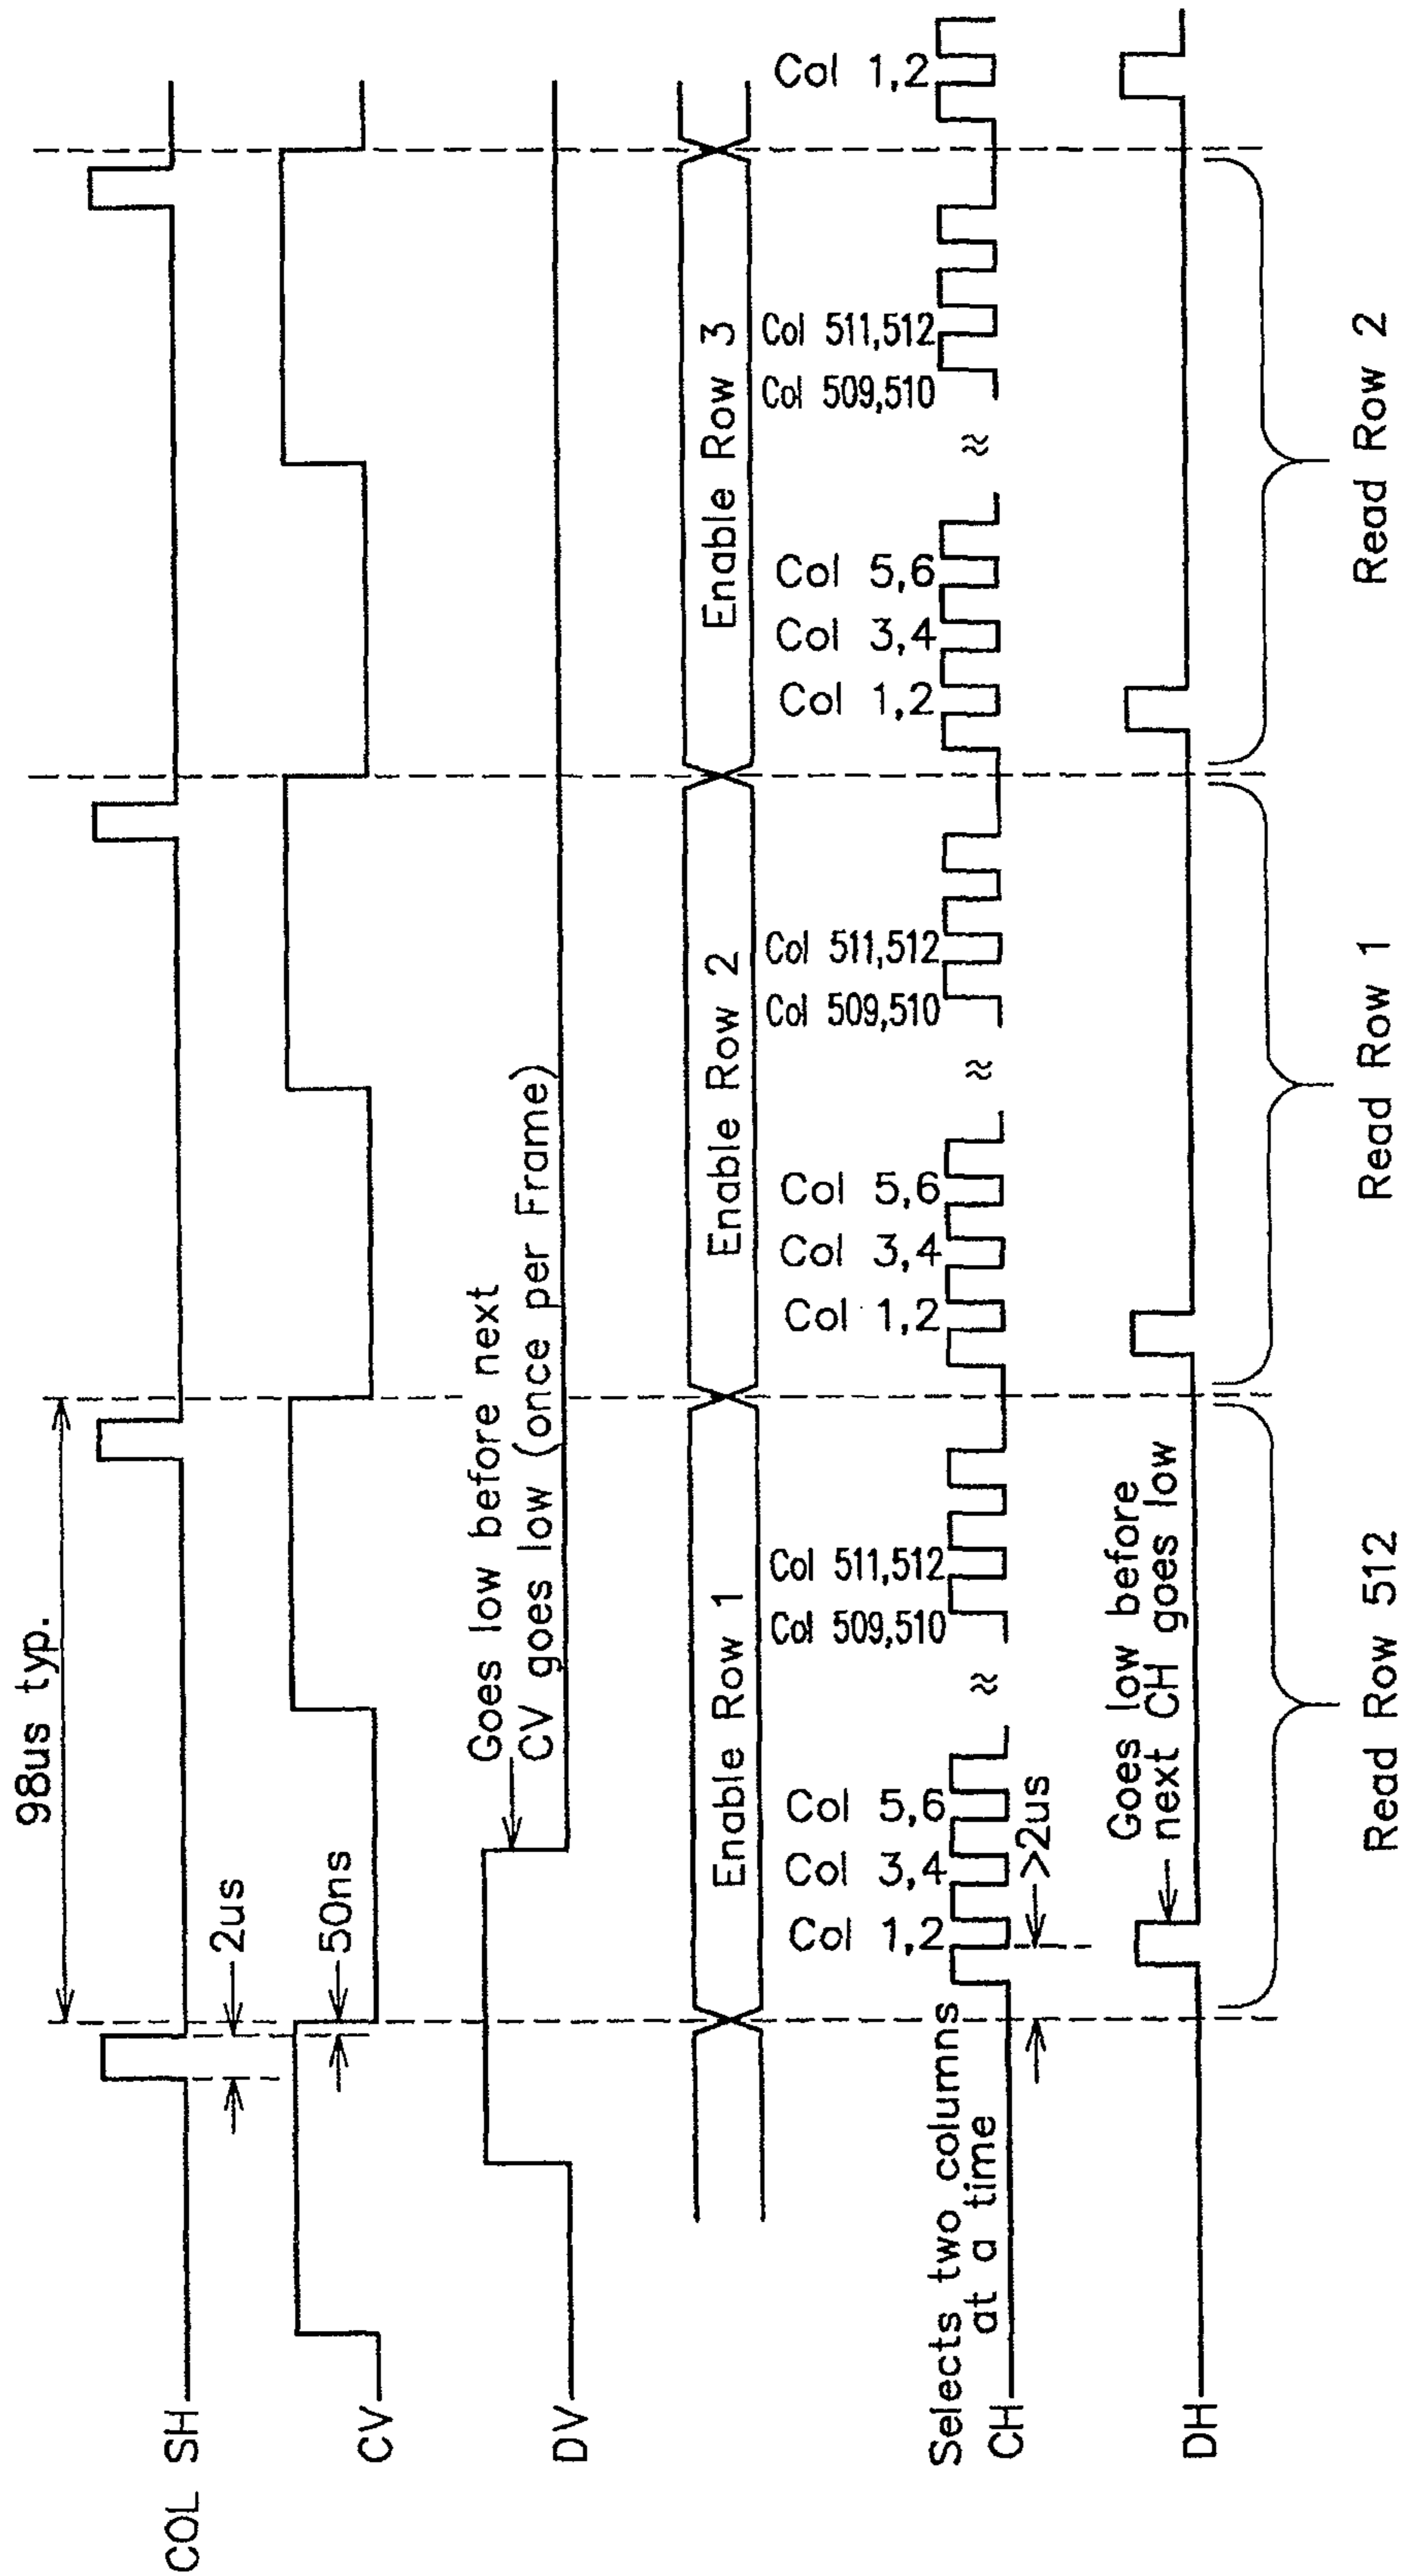 98us typ.
COL SH
2us
CV
50ns
DV
Goes low before next
CV goes low (once per Frame)
Enable Row 1
Enable Row 2
Enable Row 3
Selects two columns
at a time
CH
Col 1,2
Col 3,4
Col 5,6
≈
Col 509,510
Col 511,512
Col 1,2
Col 3,4
Col 5,6
≈
Col 509,510
Col 511,512
Col 1,2
Col 3,4
Col 5,6
≈
Col 509,510
Col 511,512
Col 1,2
>2us
DH
Goes low before
next CH goes low
Read Row 512
Read Row 1
Read Row 2